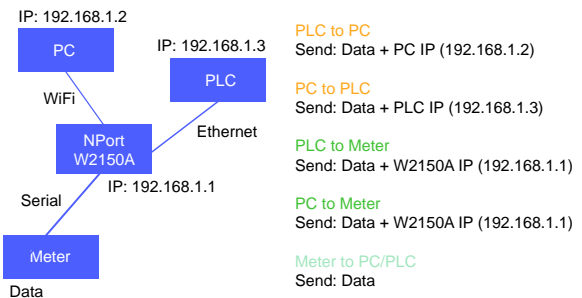 IP: 192.168.1.2
PC
IP: 192.168.1.3
PLC
WiFi
Ethernet
NPort
W2150A
IP: 192.168.1.1
Serial
Meter
Data
PLC to PC
Send: Data + PC IP (192.168.1.2)
PC to PLC
Send: Data + PLC IP (192.168.1.3)
PLC to Meter
Send: Data + W2150A IP (192.168.1.1)
PC to Meter
Send: Data + W2150A IP (192.168.1.1)
Meter to PC/PLC
Send: Data